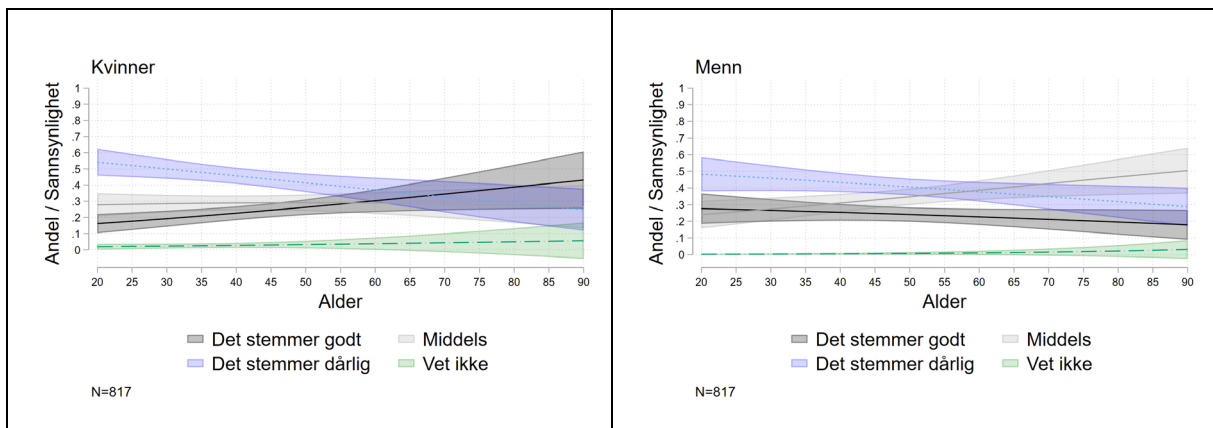 Kvinner
Andel / Sannsynlighet
1
.9
.8
.7
.6
.5
.4
.3
.2
.1
0
20 25 30 35 40 45 50 55 60 65 70 75 80 85 90
Alder
Det stemmer godt Middels
Det stemmer dårlig Vet ikke
N=817
Menn
Andel / Sannsynlighet
1
.9
.8
.7
.6
.5
.4
.3
.2
.1
0
20 25 30 35 40 45 50 55 60 65 70 75 80 85 90
Alder
Det stemmer godt Middels
Det stemmer dårlig Vet ikke
N=817